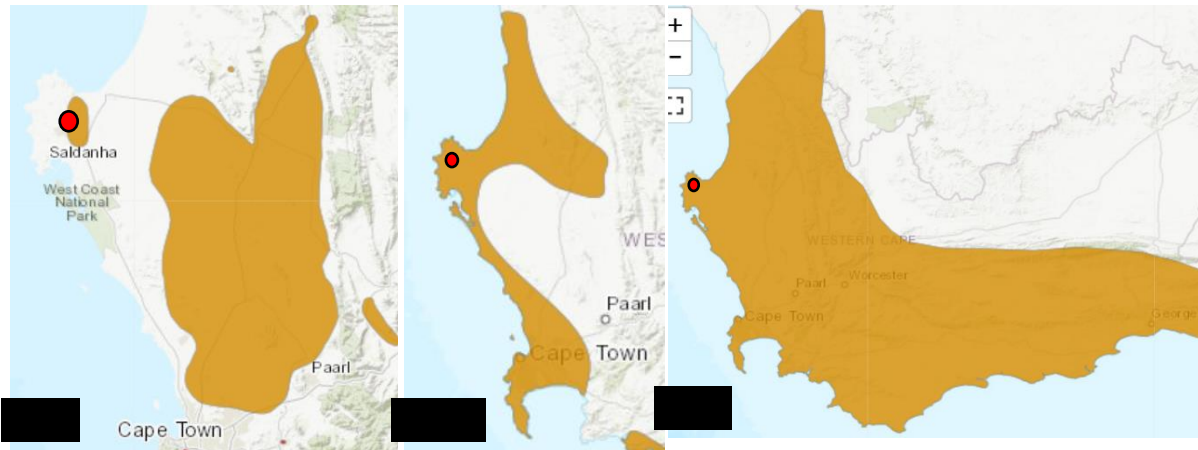 Saldanha
West Coast
National
Park
Paarl
Cape Town
WES
Paarl
Cape Town
+
−
WESTERN CAPE
Worcester
Paarl
Cape Town
George